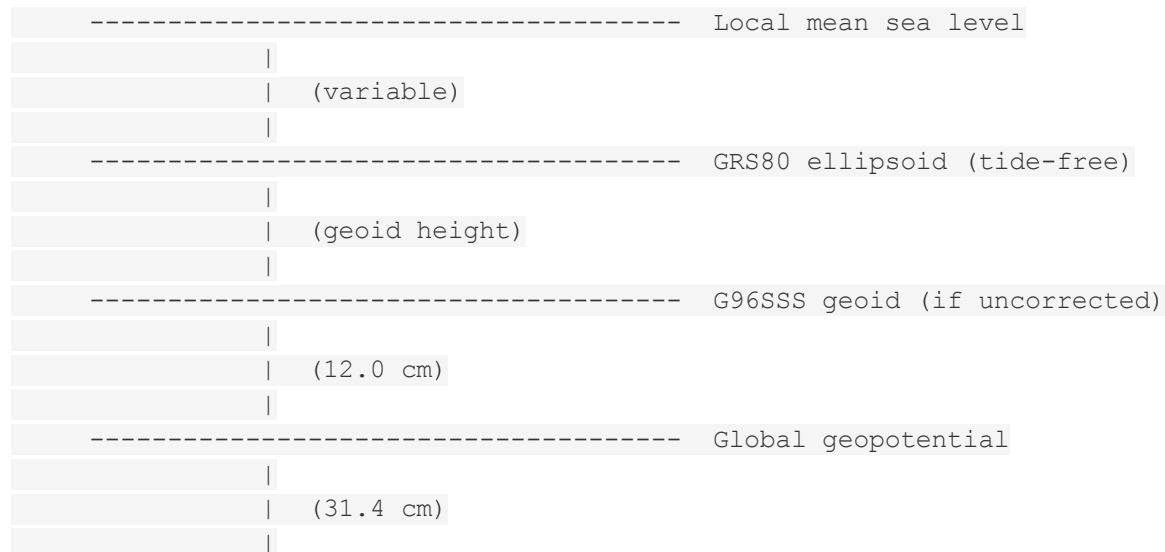 --------------------------------------  Local mean sea level
|
|  (variable)
|
--------------------------------------  GRS80 ellipsoid (tide-free)
|
|  (geoid height)
|
--------------------------------------  G96SSS geoid (if uncorrected)
|
|  (12.0 cm)
|
--------------------------------------  Global geopotential
|
|  (31.4 cm)
|